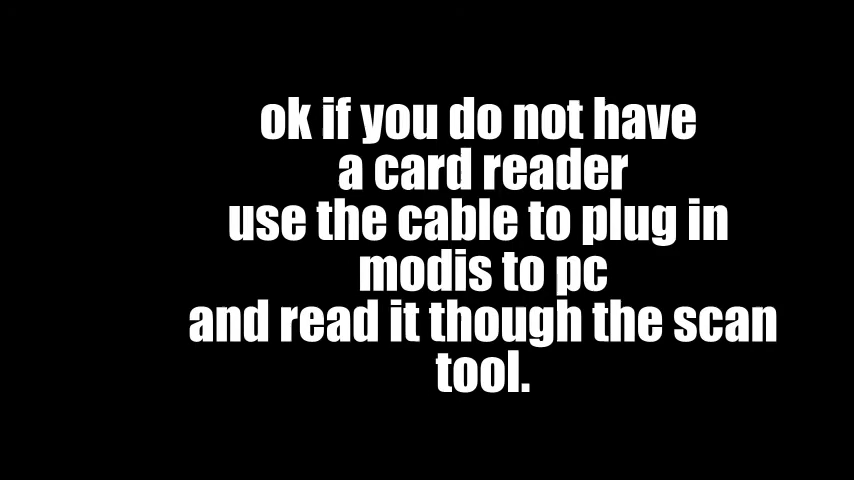 ok if you do not have
a card reader
use the cable to plug in
modis to pc
and read it though the scan
tool.